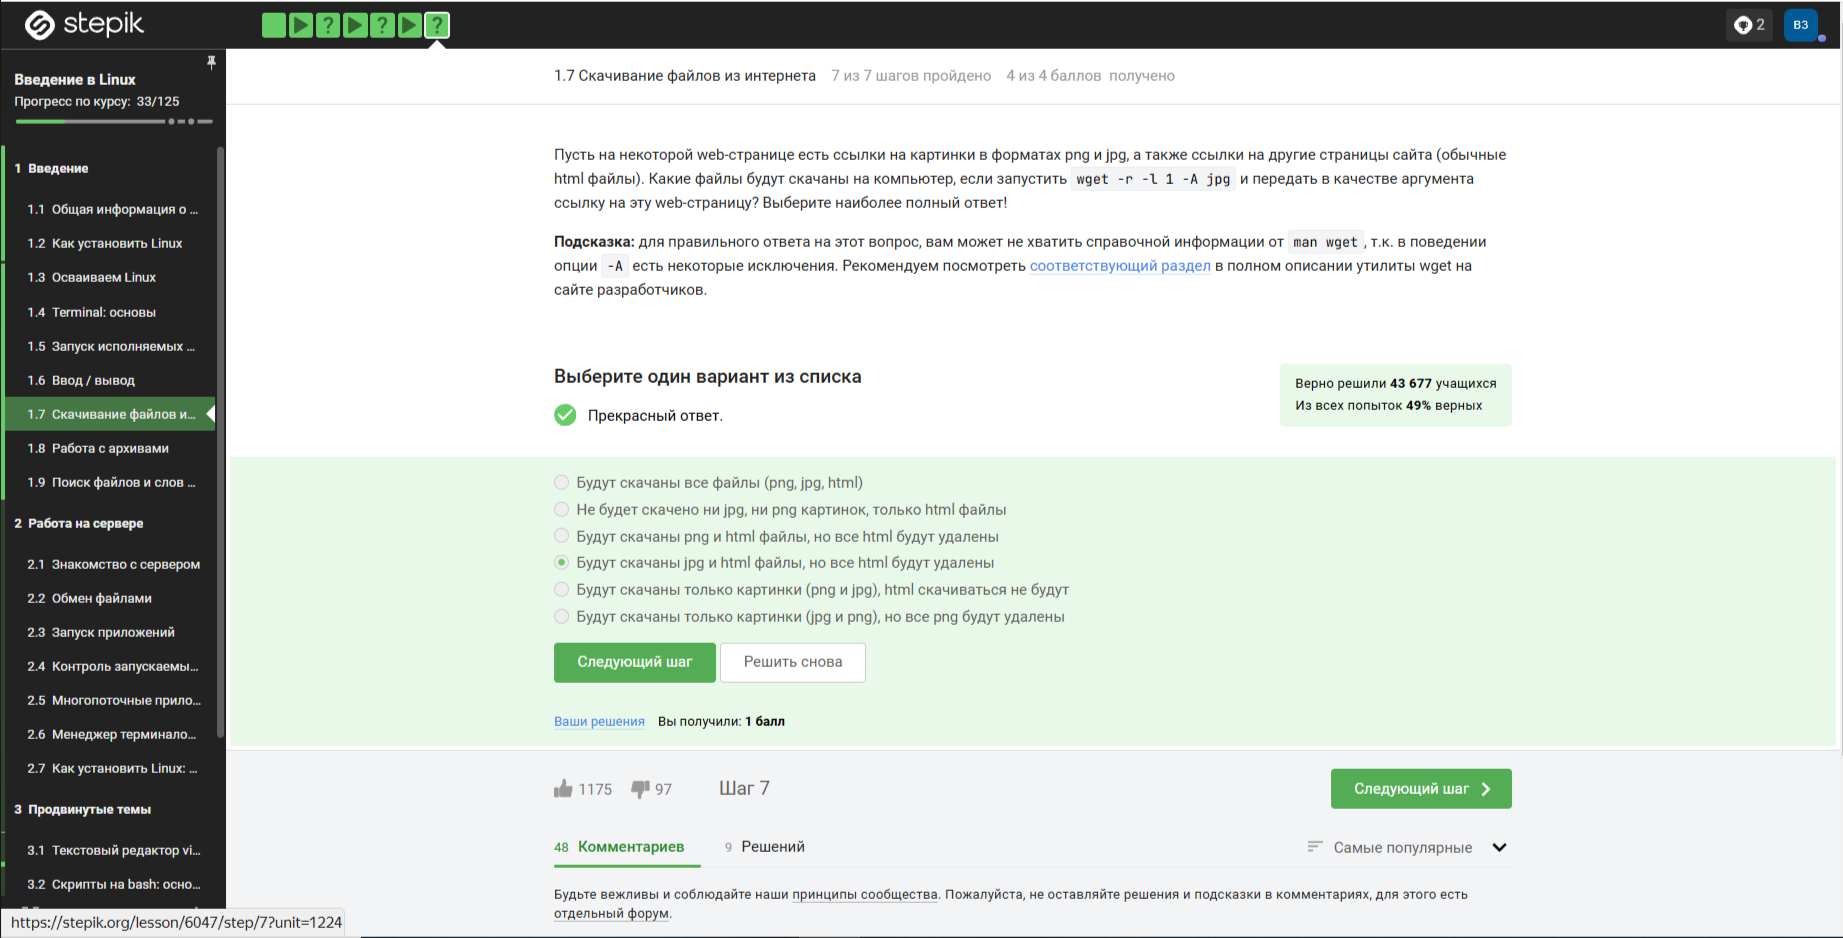 stepik
2
ВЗ
Введение в Linux
Прогресс по курсу: 33/125
1 Введение
1.1 Общая информация о ...
1.2 Как установить Linux
1.3 Осваиваем Linux
1.4 Terminal: основы
1.5 Запуск исполняемых ...
1.6 Ввод / вывод
1.7 Скачивание файлов и...
1.8 Работа с архивами
1.9 Поиск файлов и слов ...
2 Работа на сервере
2.1 Знакомство с сервером
2.2 Обмен файлами
2.3 Запуск приложений
2.4 Контроль запускаемы...
2.5 Многопоточные прило...
2.6 Менеджер терминало...
2.7 Как установить Linux: ...
3 Продвинутые темы
3.1 Текстовый редактор vi...
3.2 Скрипты на bash: осно...
https://stepik.org/lesson/6047/step/7?unit=1224
1.7 Скачивание файлов из интернета 7 из 7 шагов пройдено 4 из 4 баллов получено
Пусть на некоторой web-странице есть ссылки на картинки в форматах png и jpg, а также ссылки на другие страницы сайта (обычные
html файлы). Какие файлы будут скачаны на компьютер, если запустить wget -r -l 1 -A jpg и передать в качестве аргумента
ссылку на эту web-страницу? Выберите наиболее полный ответ!
Подсказка: для правильного ответа на этот вопрос, вам может не хватить справочной информации от man wget, т.к. в поведении
опции -A есть некоторые исключения. Рекомендуем посмотреть соответствующий раздел в полном описании утилиты wget на
сайте разработчиков.
Выберите один вариант из списка
Прекрасный ответ.
Верно решили 43 677 учащихся
Из всех попыток 49% верных
Будут скачаны все файлы (png, jpg, html)
Не будет скачено ни jpg, ни png картинок, только html файлы
Будут скачаны png и html файлы, но все html будут удалены
Будут скачаны jpg и html файлы, но все html будут удалены
Будут скачаны только картинки (png и jpg), html скачиваться не будут
Будут скачаны только картинки (jpg и png), но все png будут удалены
Следующий шаг Решить снова
Ваши решения Вы получили: 1 балл
1175 97 Шаг 7 Следующий шаг
48 Комментариев 9 Решений Самые популярные
Будьте вежливы и соблюдайте наши принципы сообщества. Пожалуйста, не оставляйте решения и подсказки в комментариях, для этого есть
отдельный форум.